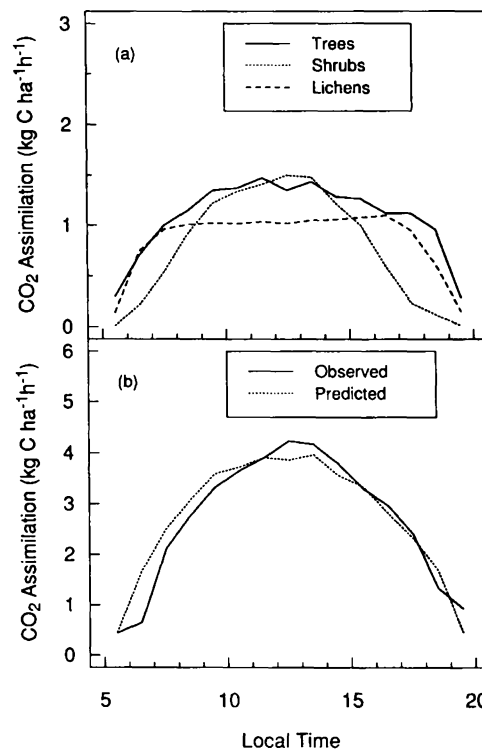 3
(a)
Trees
Shrubs
Lichens
2
1
0
CO₂ Assimilation (kg C ha⁻¹h⁻¹)
6
(b)
Observed
Predicted
5
4
3
2
1
0
CO₂ Assimilation (kg C ha⁻¹h⁻¹)
5 10 15 20
Local Time